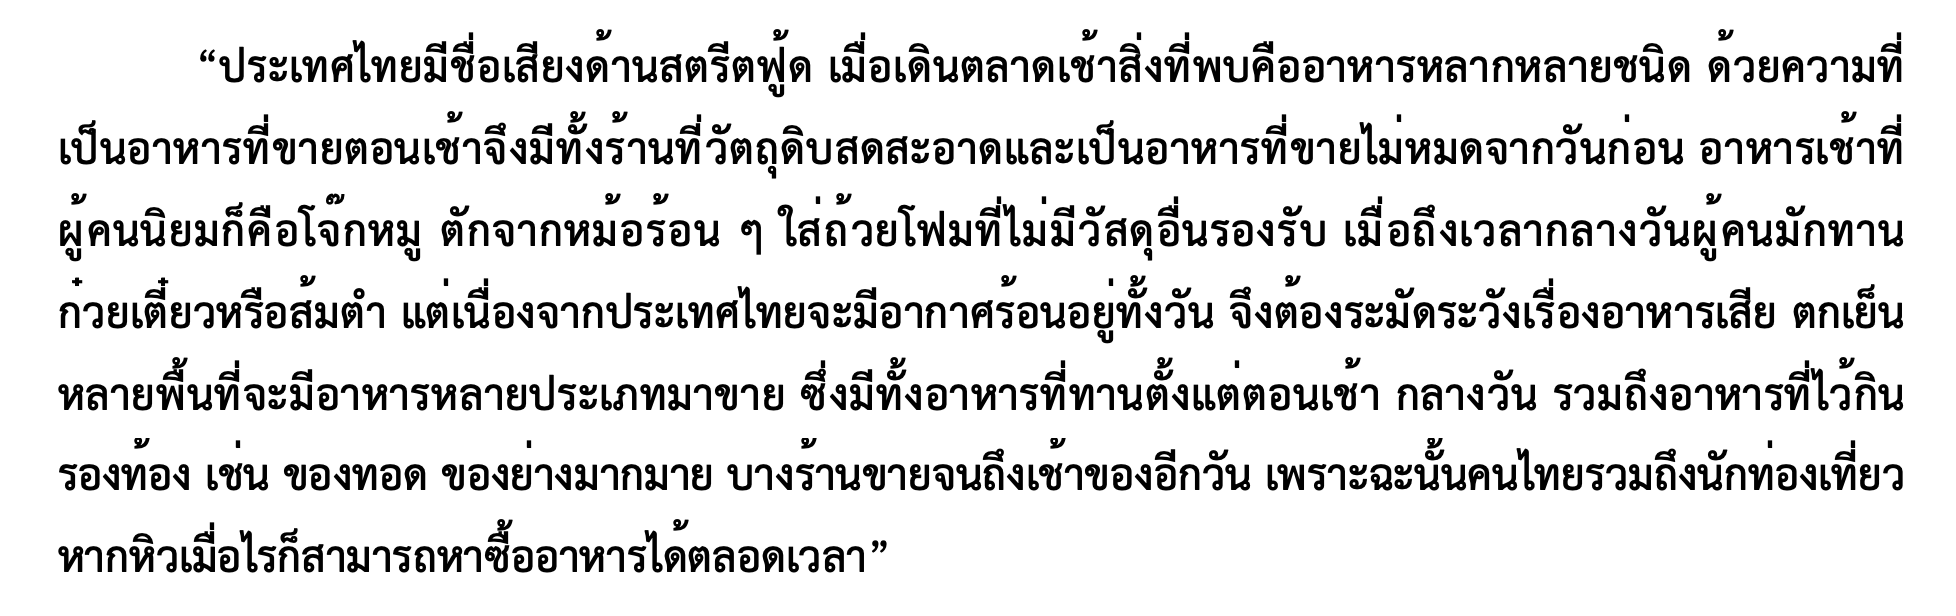 “ประเทศไทยมีชื่อเสียงด้านสตรีตฟู้ด เมื่อเดินตลาดเช้าสิ่งที่พบคืออาหารหลากหลายชนิด ด้วยความที่
เป็นอาหารที่ขายตอนเช้าจึงมีทั้งร้านที่วัตถุดิบสดสะอาดและเป็นอาหารที่ขายไม่หมดจากวันก่อน อาหารเช้าที่
ผู้คนนิยมก็คือโจ๊กหมู ตักจากหม้อร้อน ๆ ใส่ถ้วยโฟมที่ไม่มีวัสดุอื่นรองรับ เมื่อถึงเวลากลางวันผู้คนมักทาน
ก๋วยเตี๋ยวหรือส้มตำ แต่เนื่องจากประเทศไทยจะมีอากาศร้อนอยู่ทั้งวัน จึงต้องระมัดระวังเรื่องอาหารเสีย ตกเย็น
หลายพื้นที่จะมีอาหารหลายประเภทมาขาย ซึ่งมีทั้งอาหารที่ทานตั้งแต่ตอนเช้า กลางวัน รวมถึงอาหารที่ไว้กิน
รองท้อง เช่น ของทอด ของย่างมากมาย บางร้านขายจนถึงเช้าของอีกวัน เพราะฉะนั้นคนไทยรวมถึงนักท่องเที่ยว
หากหิวเมื่อไรก็สามารถหาซื้ออาหารได้ตลอดเวลา”